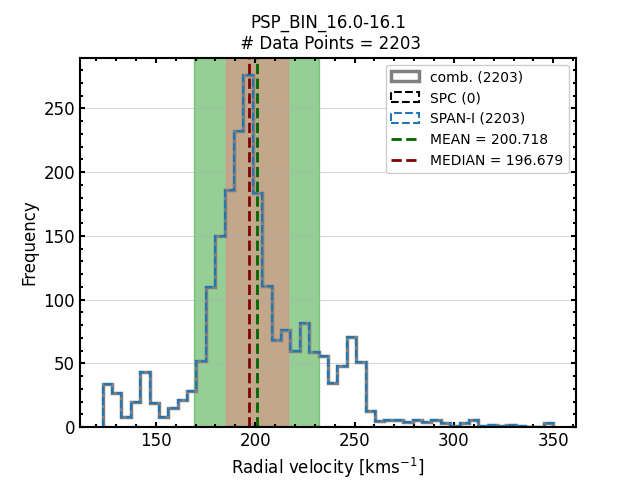 PSP_BIN_16.0-16.1
# Data Points = 2203
comb. (2203)
SPC (0)
SPAN-I (2203)
MEAN = 200.718
MEDIAN = 196.679
Frequency
250
200
150
100
50
0
150 200 250 300 350
Radial velocity [kms⁻¹]